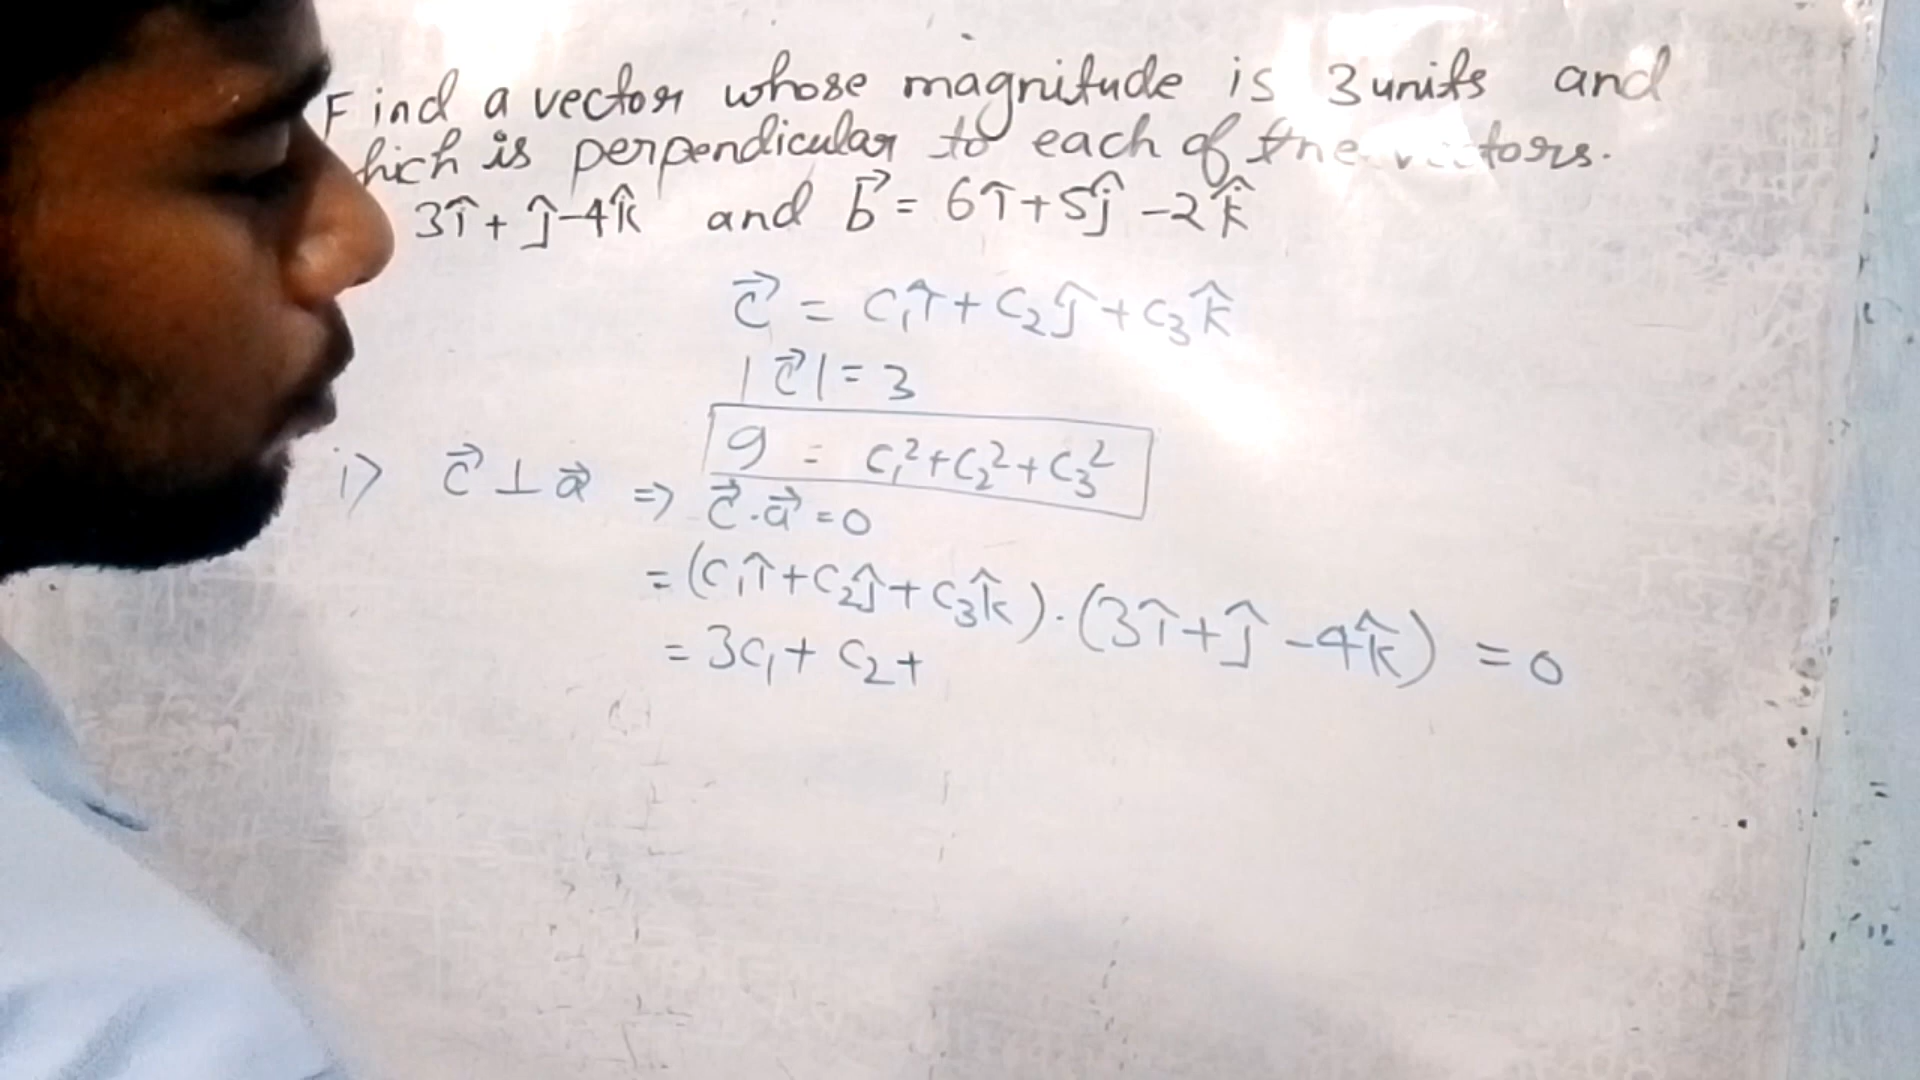 Find a vector whose magnitude is 3 units and
hich is perpendicular to each of the vectors.
3î + ĵ - 4k̂ and b⃗ = 6î + 5ĵ - 2k̂
c⃗ = c₁î + c₂ĵ + c₃k̂
|c⃗| = 3
9 = c₁² + c₂² + c₃²
i) c⃗ ⊥ a⃗ ⇒ c⃗ . a⃗ = 0
= (c₁î + c₂ĵ + c₃k̂) . (3î + ĵ - 4k̂) = 0
= 3c₁ + c₂ +